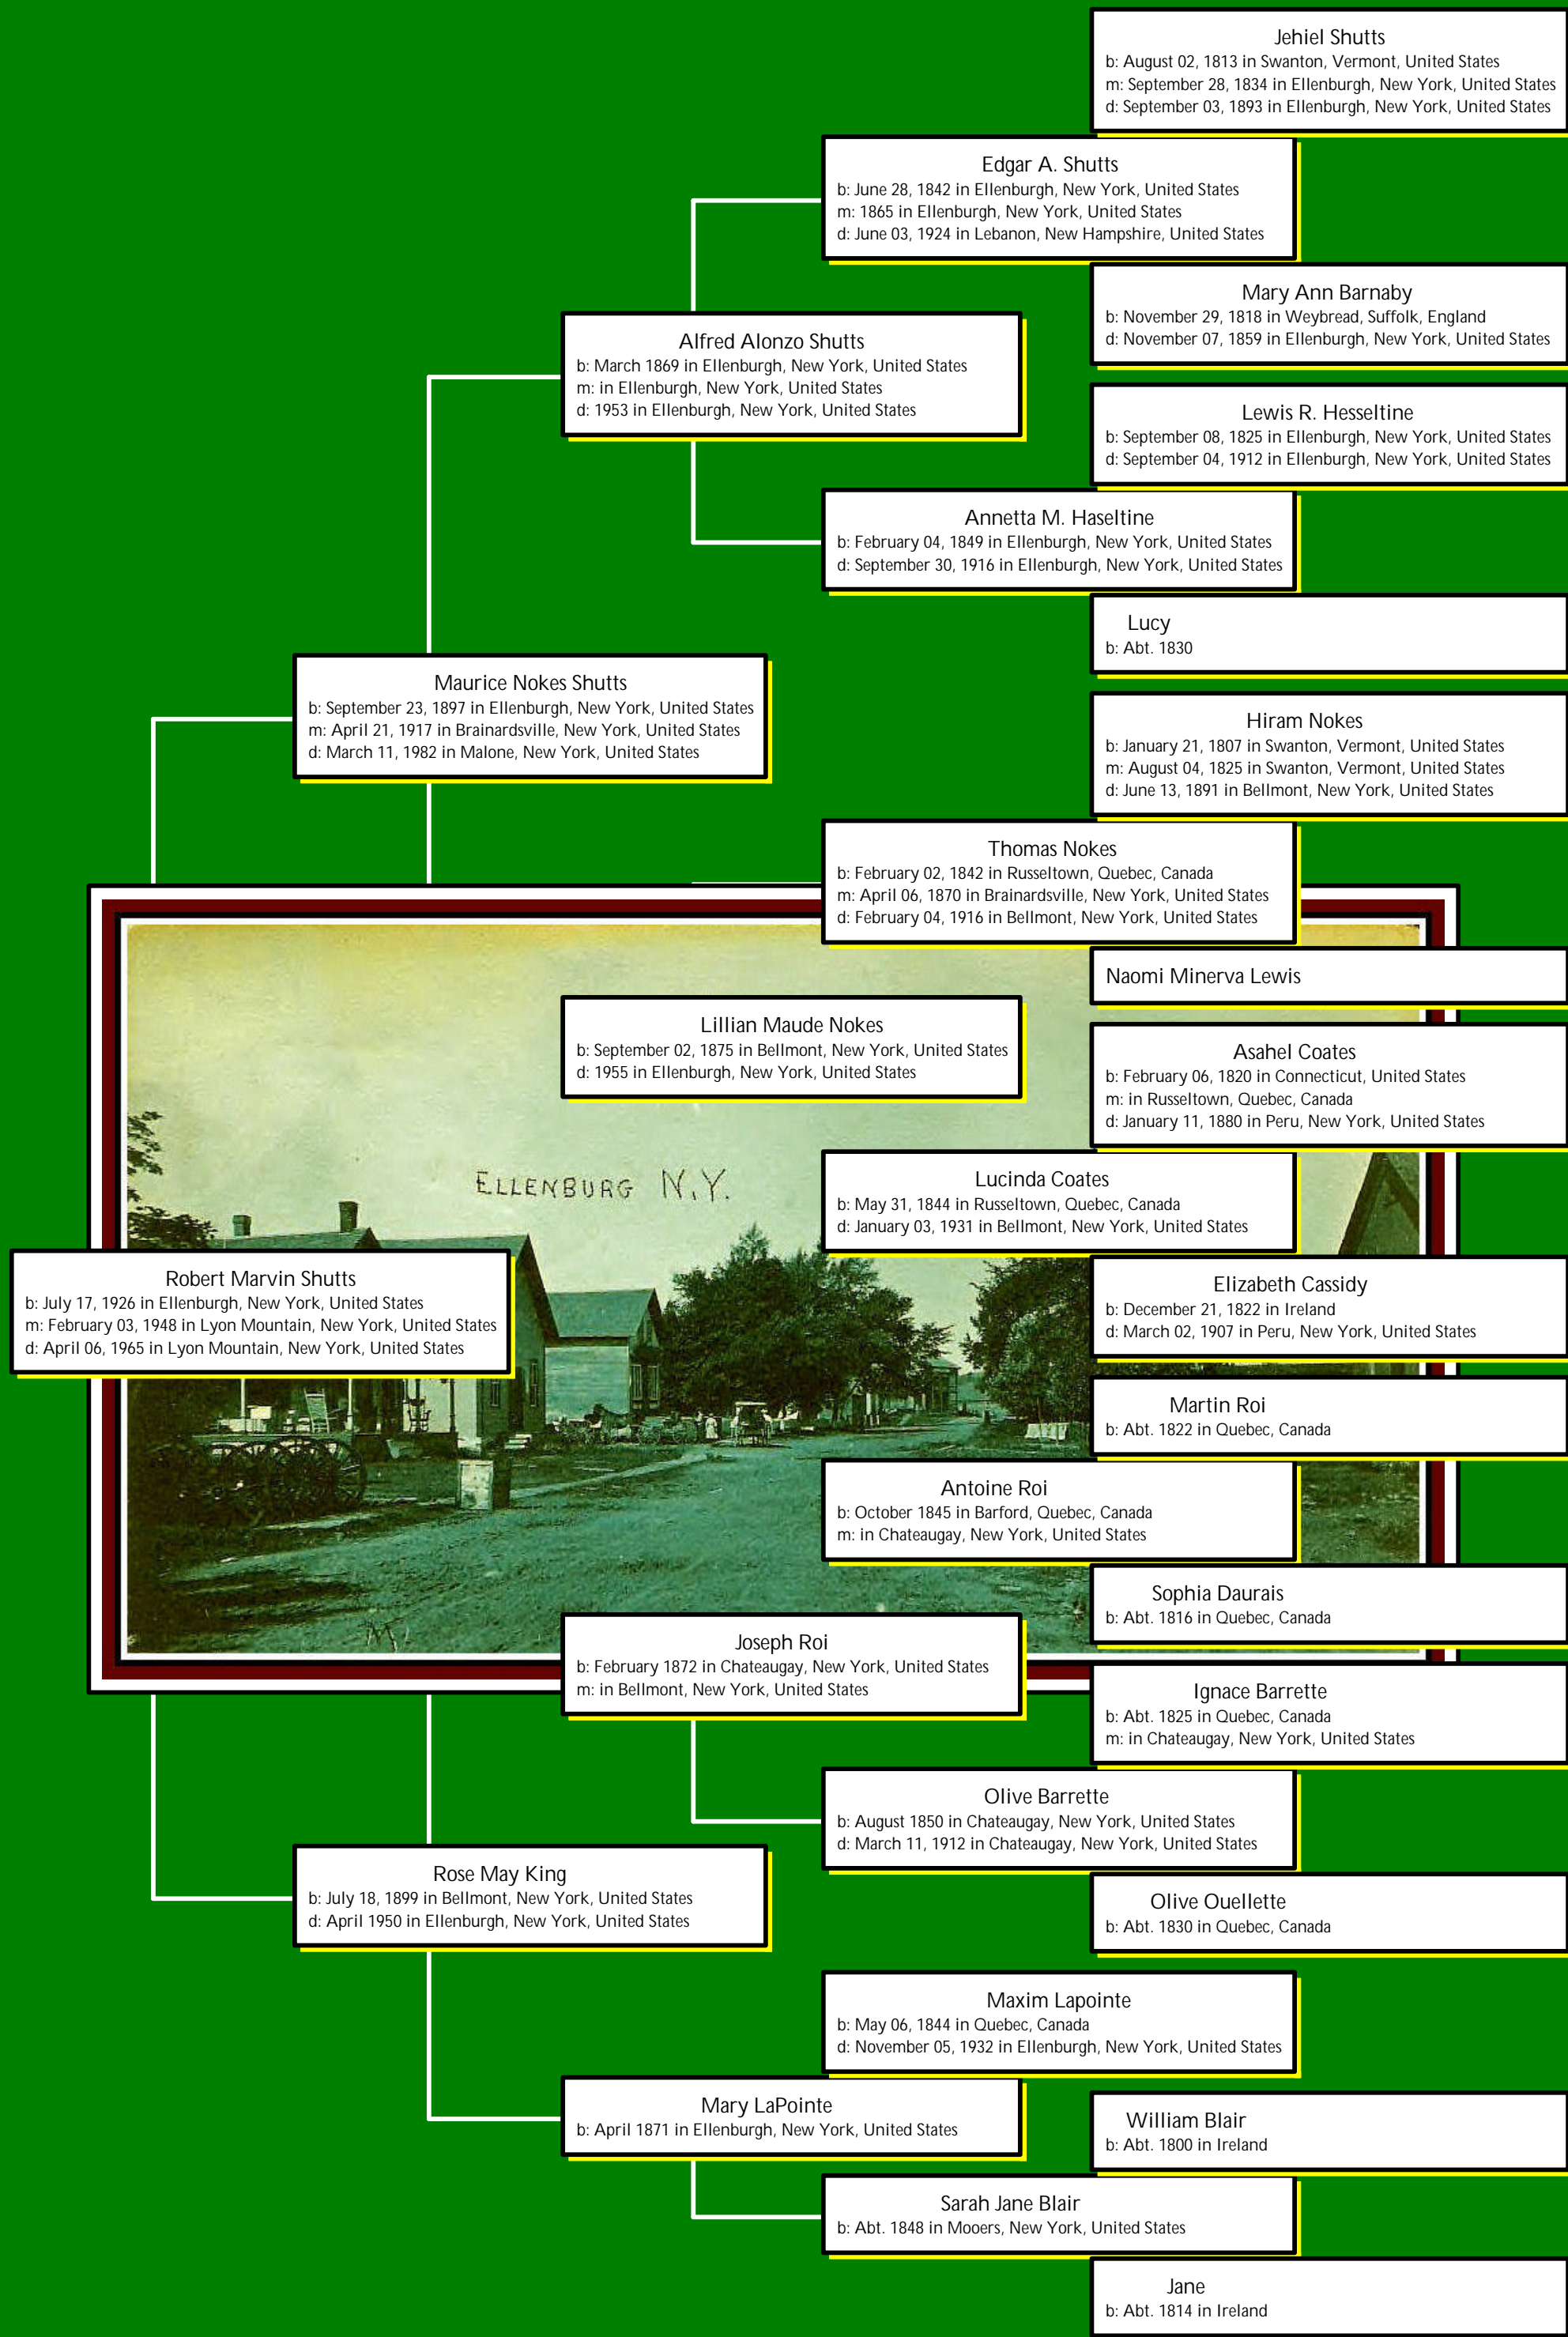 Jehiel Shutts
b: August 02, 1813 in Swanton, Vermont, United States
m: September 28, 1834 in Ellenburgh, New York, United States
d: September 03, 1893 in Ellenburgh, New York, United States
Edgar A. Shutts
b: June 28, 1842 in Ellenburgh, New York, United States
m: 1865 in Ellenburgh, New York, United States
d: June 03, 1924 in Lebanon, New Hampshire, United States
Mary Ann Barnaby
b: November 29, 1818 in Weybread, Suffolk, England
d: November 07, 1859 in Ellenburgh, New York, United States
Alfred Alonzo Shutts
b: March 1869 in Ellenburgh, New York, United States
m: in Ellenburgh, New York, United States
d: 1953 in Ellenburgh, New York, United States
Lewis R. Hesseltine
b: September 08, 1825 in Ellenburgh, New York, United States
d: September 04, 1912 in Ellenburgh, New York, United States
Annetta M. Haseltine
b: February 04, 1849 in Ellenburgh, New York, United States
d: September 30, 1916 in Ellenburgh, New York, United States
Lucy
b: Abt. 1830
Maurice Nokes Shutts
b: September 23, 1897 in Ellenburgh, New York, United States
m: April 21, 1917 in Brainardsville, New York, United States
d: March 11, 1982 in Malone, New York, United States
Hiram Nokes
b: January 21, 1807 in Swanton, Vermont, United States
m: August 04, 1825 in Swanton, Vermont, United States
d: June 13, 1891 in Bellmont, New York, United States
Thomas Nokes
b: February 02, 1842 in Russeltown, Quebec, Canada
m: April 06, 1870 in Brainardsville, New York, United States
d: February 04, 1916 in Bellmont, New York, United States
Naomi Minerva Lewis
Lillian Maude Nokes
b: September 02, 1875 in Bellmont, New York, United States
d: 1955 in Ellenburgh, New York, United States
Asahel Coates
b: February 06, 1820 in Connecticut, United States
m: in Russeltown, Quebec, Canada
d: January 11, 1880 in Peru, New York, United States
Lucinda Coates
b: May 31, 1844 in Russeltown, Quebec, Canada
d: January 03, 1931 in Bellmont, New York, United States
ELLENBURG N.Y.
Elizabeth Cassidy
b: December 21, 1822 in Ireland
d: March 02, 1907 in Peru, New York, United States
Robert Marvin Shutts
b: July 17, 1926 in Ellenburgh, New York, United States
m: February 03, 1948 in Lyon Mountain, New York, United States
d: April 06, 1965 in Lyon Mountain, New York, United States
Martin Roi
b: Abt. 1822 in Quebec, Canada
Antoine Roi
b: October 1845 in Barford, Quebec, Canada
m: in Chateaugay, New York, United States
Sophia Daurais
b: Abt. 1816 in Quebec, Canada
Joseph Roi
b: February 1872 in Chateaugay, New York, United States
m: in Bellmont, New York, United States
Ignace Barrette
b: Abt. 1825 in Quebec, Canada
m: in Chateaugay, New York, United States
Olive Barrette
b: August 1850 in Chateaugay, New York, United States
d: March 11, 1912 in Chateaugay, New York, United States
Rose May King
b: July 18, 1899 in Bellmont, New York, United States
d: April 1950 in Ellenburgh, New York, United States
Olive Ouellette
b: Abt. 1830 in Quebec, Canada
Maxim Lapointe
b: May 06, 1844 in Quebec, Canada
d: November 05, 1932 in Ellenburgh, New York, United States
Mary LaPointe
b: April 1871 in Ellenburgh, New York, United States
William Blair
b: Abt. 1800 in Ireland
Sarah Jane Blair
b: Abt. 1848 in Mooers, New York, United States
Jane
b: Abt. 1814 in Ireland